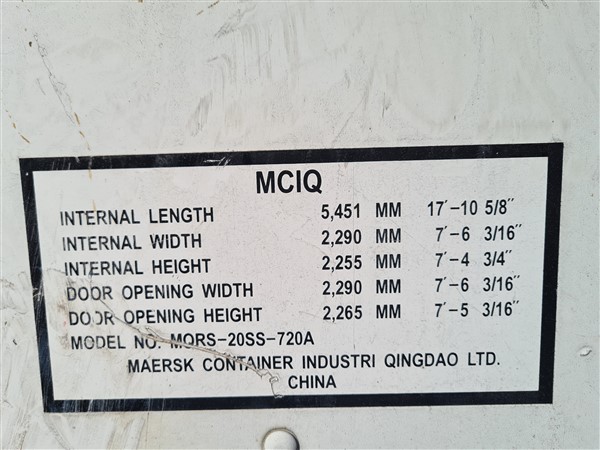 MCIQ
INTERNAL LENGTH 5,451 MM 17'-10 5/8"
INTERNAL WIDTH 2,290 MM 7'-6 3/16"
INTERNAL HEIGHT 2,255 MM 7'-4 3/4"
DOOR OPENING WIDTH 2,290 MM 7'-6 3/16"
DOOR OPENING HEIGHT 2,265 MM 7'-5 3/16"
MODEL NO. MQRS-20SS-720A
MAERSK CONTAINER INDUSTRI QINGDAO LTD.
CHINA